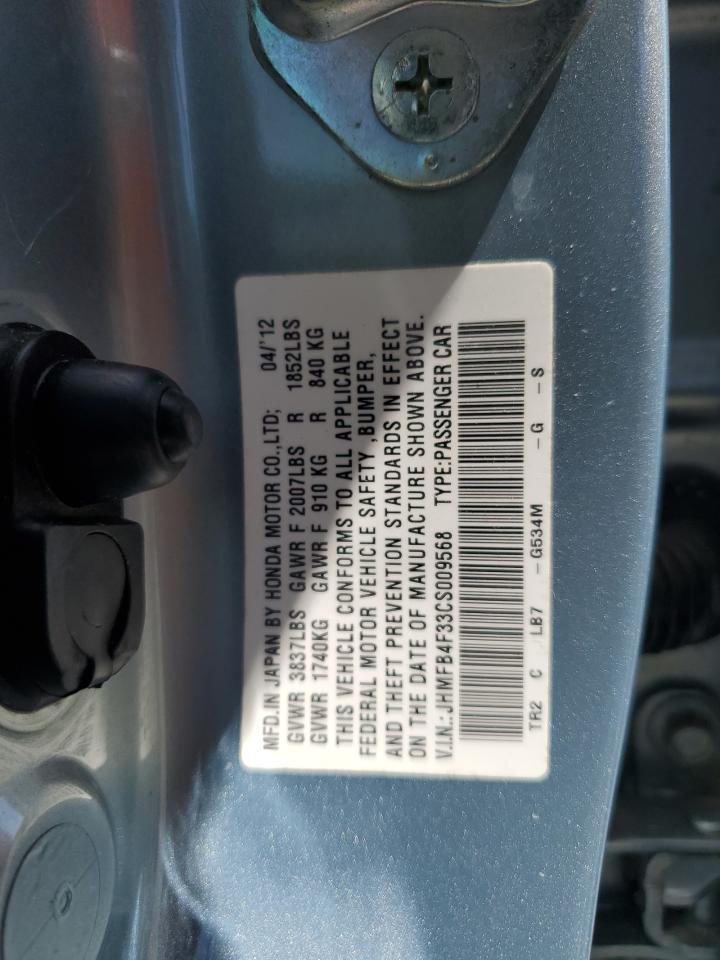 MFD.IN JAPAN BY HONDA MOTOR CO.,LTD; 04/'12
GVWR 3837LBS GAWR F 2007LBS R 1852LBS
GVWR 1740KG GAWR F 910 KG R 840 KG
THIS VEHICLE CONFORMS TO ALL APPLICABLE
FEDERAL MOTOR VEHICLE SAFETY ,BUMPER,
AND THEFT PREVENTION STANDARDS IN EFFECT
ON THE DATE OF MANUFACTURE SHOWN ABOVE.
V.I.N.:JHMFB4F33CS009568 TYPE:PASSENGER CAR
TR2 C LB7 -G534M -G -S